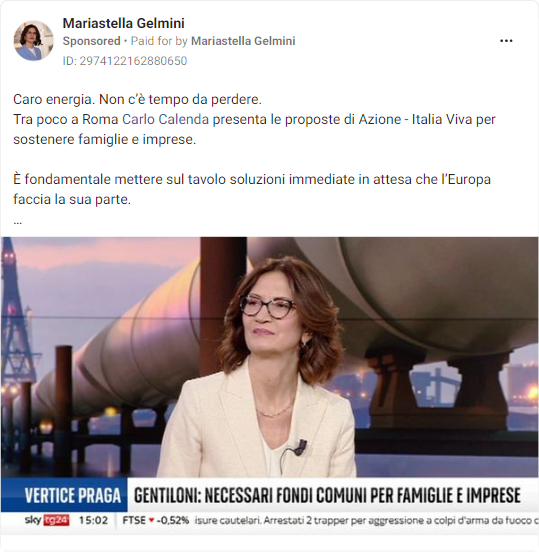 Mariastella Gelmini
Sponsored • Paid for by Mariastella Gelmini
ID: 2974122162880650
Caro energia. Non c'è tempo da perdere.
Tra poco a Roma Carlo Calenda presenta le proposte di Azione - Italia Viva per
sostenere famiglie e imprese.
È fondamentale mettere sul tavolo soluzioni immediate in attesa che l'Europa
faccia la sua parte.
...
VERTICE PRAGA GENTILONI: NECESSARI FONDI COMUNI PER FAMIGLIE E IMPRESE
sky tg24 15:02 FTSE ▼ -0,52% isure cautelari. Arrestati 2 trapper per aggressione a colpi d'arma da fuoco c